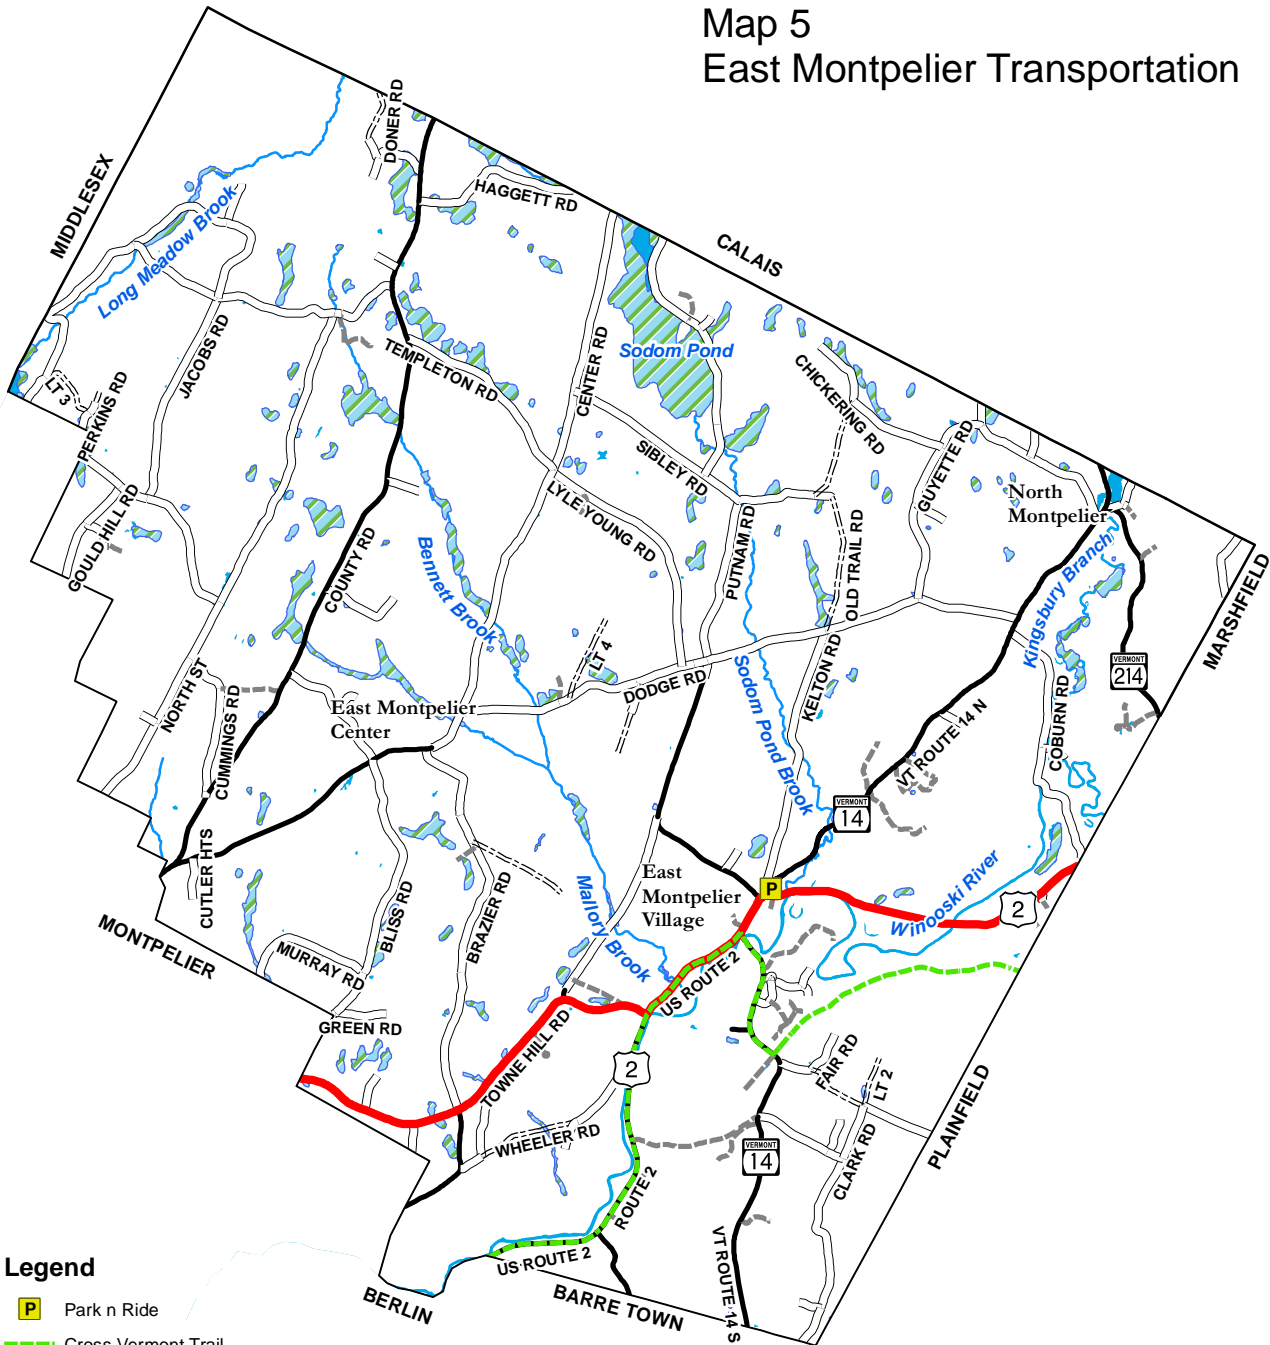 Map 5
East Montpelier Transportation
DONER RD
HAGGETT RD
MIDDLESEX
Long Meadow Brook
CALAIS
Sodom Pond
JACOBS RD
TEMPLETON RD
CENTER RD
CHICKERING RD
LT 3
PERKINS RD
SIBLEY RD
GUYETTE RD
GOULD HILL RD
LYLE YOUNG RD
North
Montpelier
PUTNAM RD
OLD TRAIL RD
COUNTY RD
Bennett Brook
Kingsbury Branch
MARSHFIELD
LT 4
DODGE RD
KELTON RD
VERMONT
214
NORTH ST
CUMMINGS RD
East Montpelier
Center
Sodom Pond Brook
VT ROUTE 14 N
COBURN RD
VERMONT
14
CUTLER HTS
East
Montpelier
Village
P
BLISS RD
BRAZIER RD
Mallory Brook
Winooski River
2
MONTPELIER
MURRAY RD
US ROUTE 2
GREEN RD
TOWNE HILL RD
2
FAIR RD
LT 2
PLAINFIELD
WHEELER RD
VERMONT
14
CLARK RD
ROUTE 2
US ROUTE 2
VT ROUTE 14 S
BERLIN
BARRE TOWN
Legend
P Park n Ride
Cross Vermont Trail